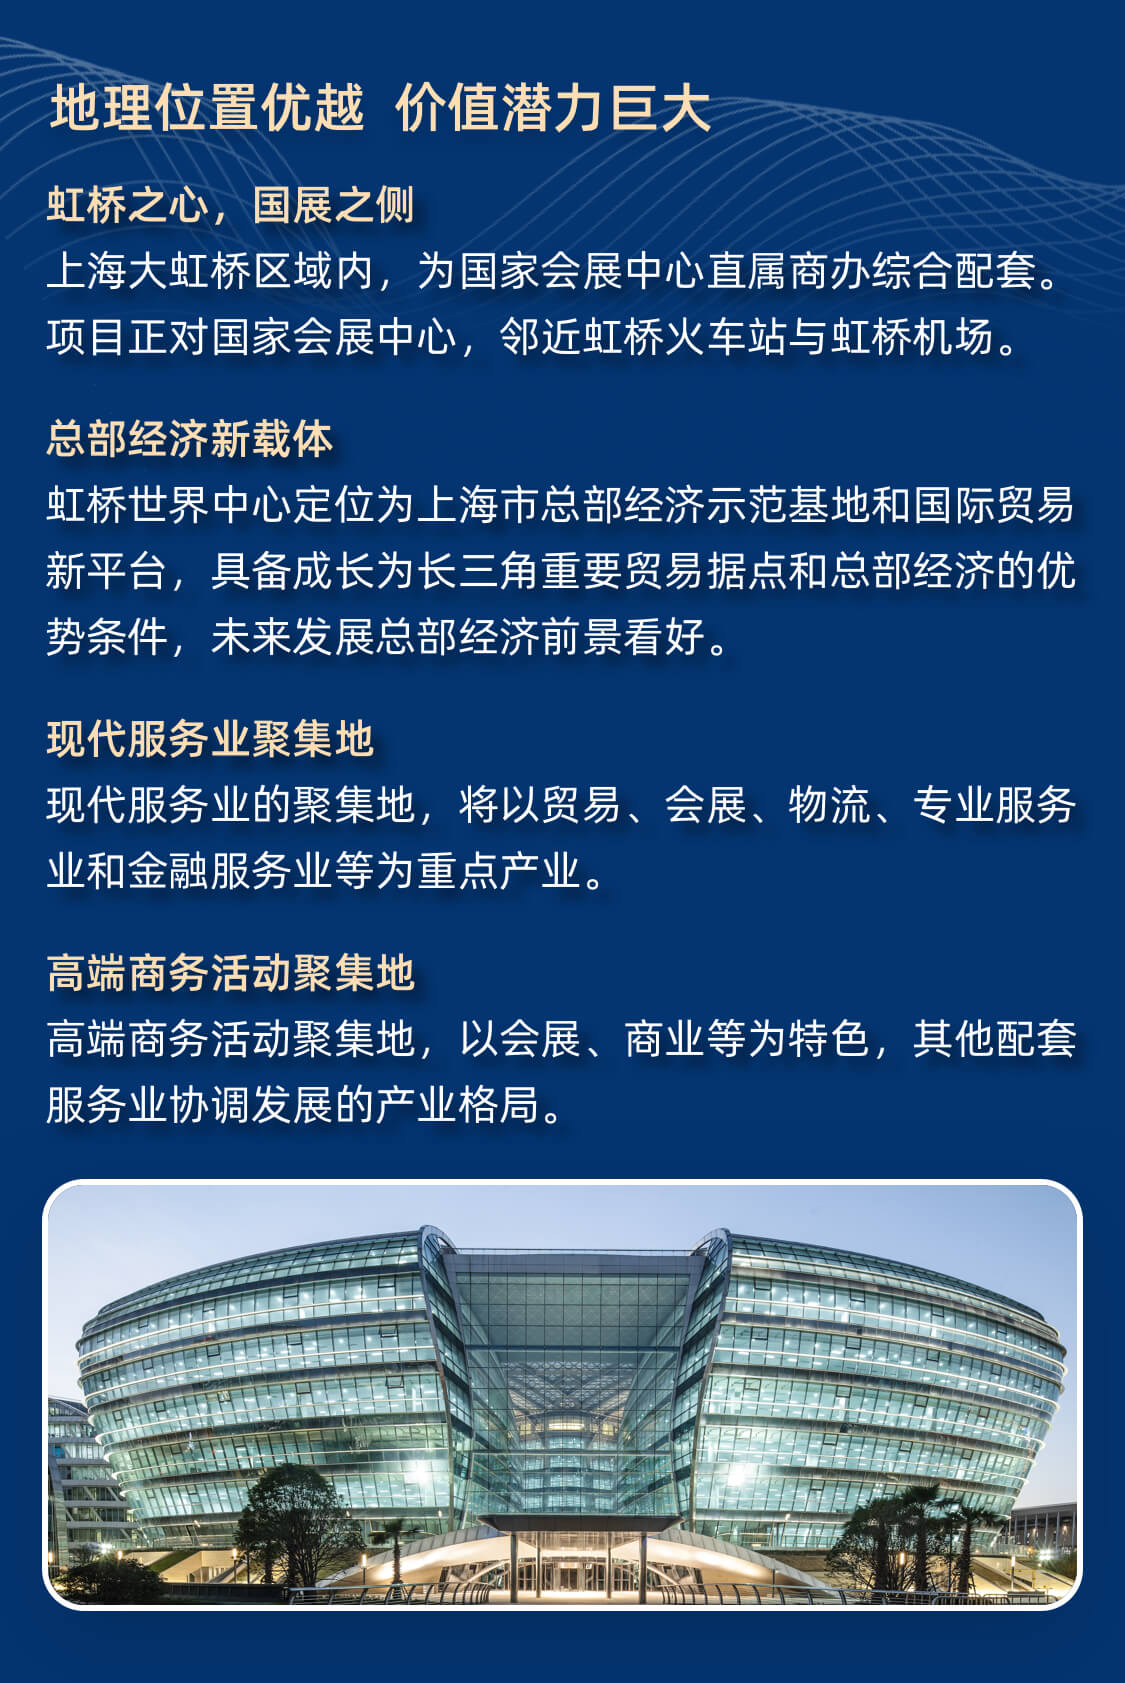 地理位置优越 价值潜力巨大
虹桥之心，国展之侧
上海大虹桥区域内，为国家会展中心直属商办综合配套。
项目正对国家会展中心，邻近虹桥火车站与虹桥机场。
总部经济新载体
虹桥世界中心定位为上海市总部经济示范基地和国际贸易
新平台，具备成长为长三角重要贸易据点和总部经济的优
势条件，未来发展总部经济前景看好。
现代服务业聚集地
现代服务业的聚集地，将以贸易、会展、物流、专业服务
业和金融服务业等为重点产业。
高端商务活动聚集地
高端商务活动聚集地，以会展、商业等为特色，其他配套
服务业协调发展的产业格局。